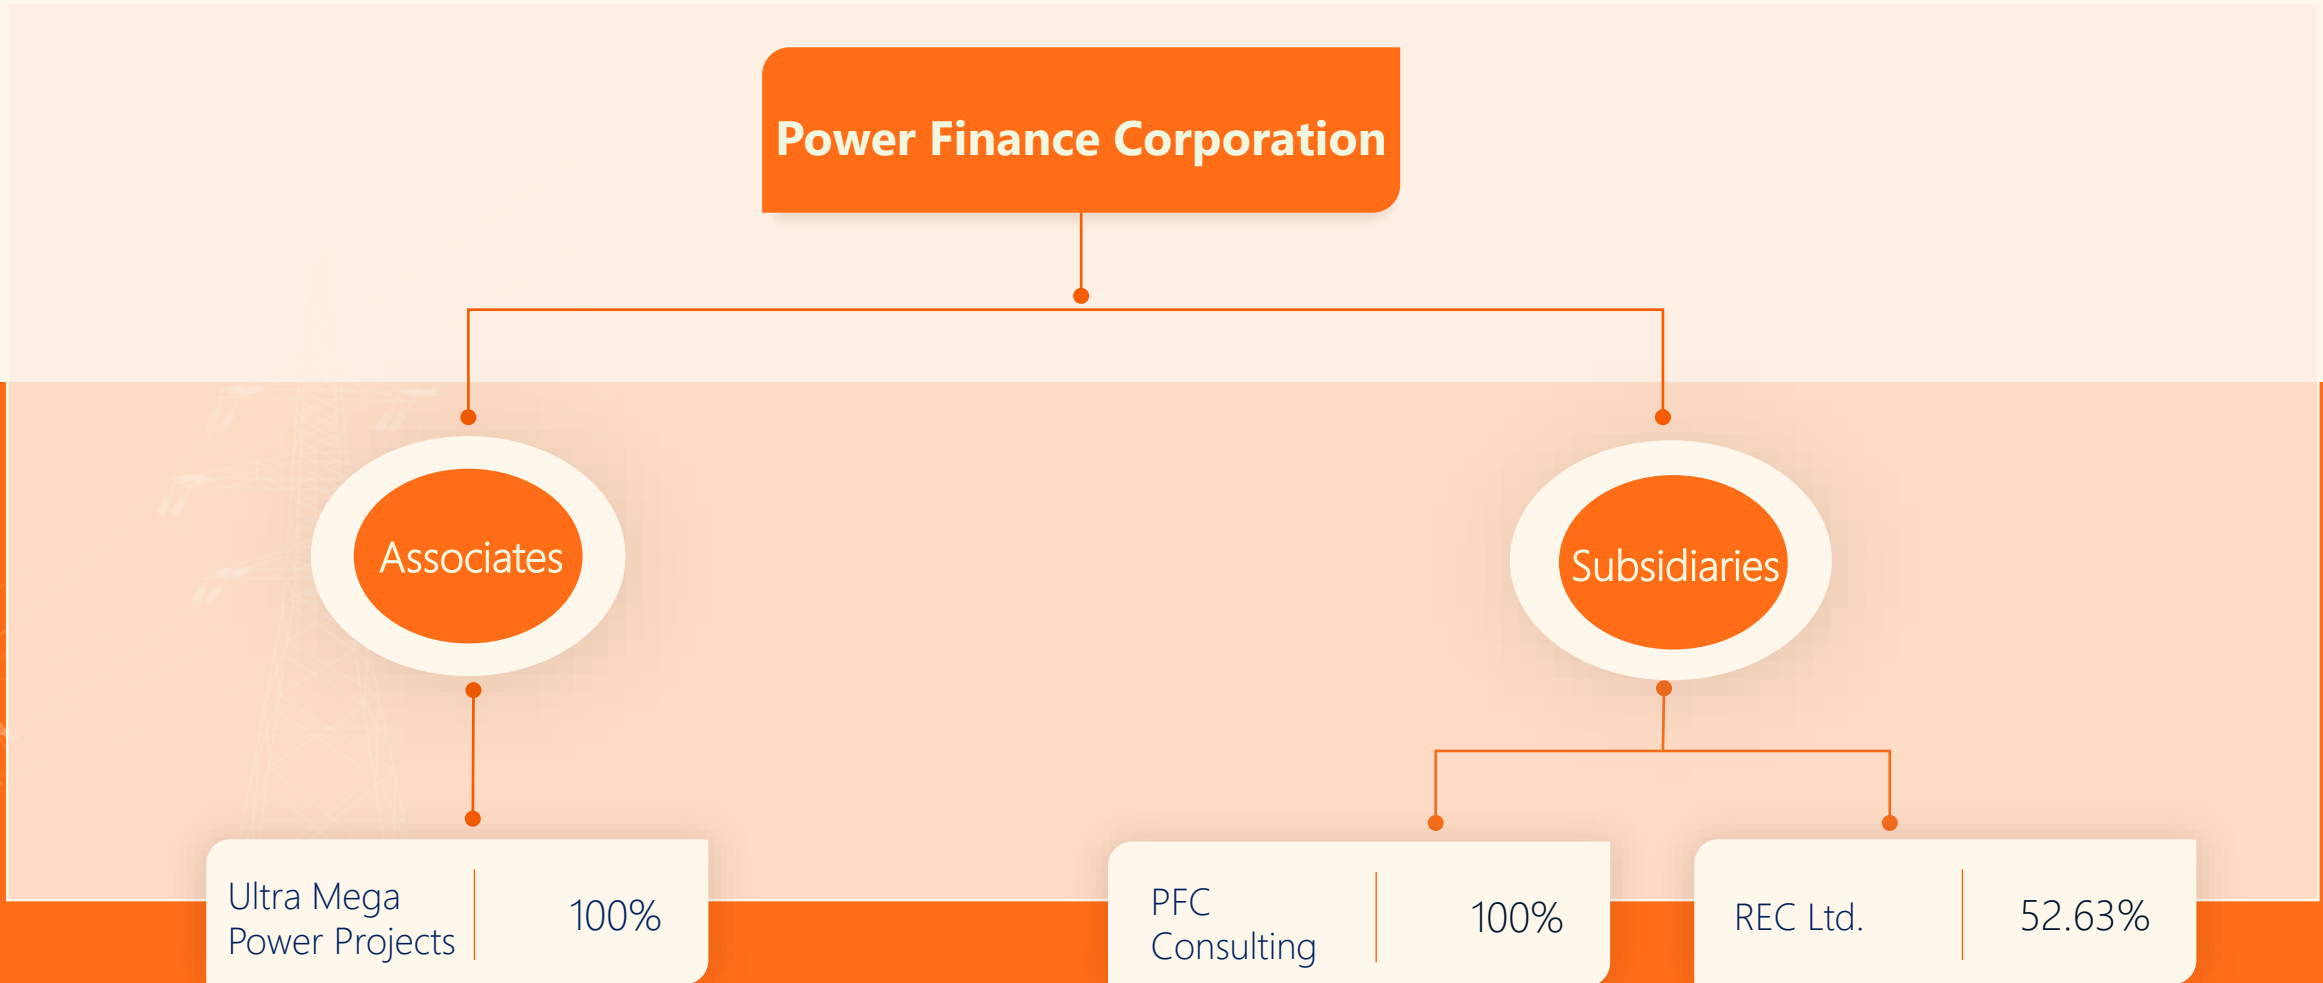 Power Finance Corporation
Associates
Subsidiaries
Ultra Mega
Power Projects
100%
PFC
Consulting
100%
REC Ltd.
52.63%